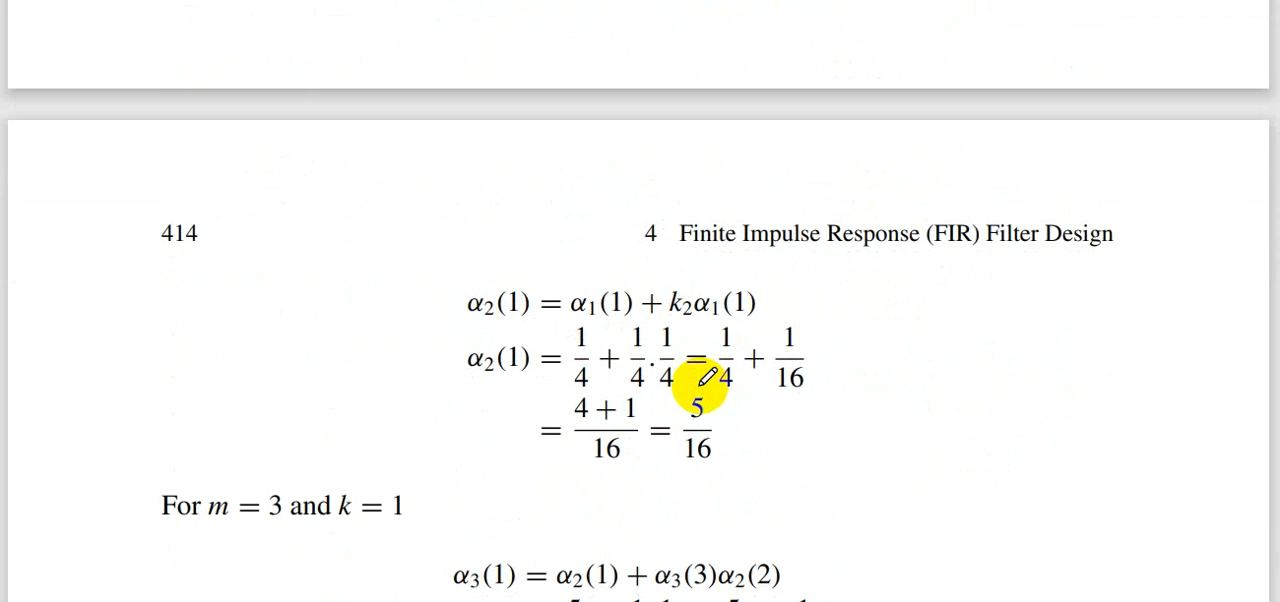 414 4 Finite Impulse Response (FIR) Filter Design
α₂(1) = α₁(1) + k₂α₁(1)
α₂(1) = 1/4 + 1/4 . 1/4 = 1/4 + 1/16
= 4 + 1/16 = 5/16
For m = 3 and k = 1
α₃(1) = α₂(1) + α₃(3)α₂(2)